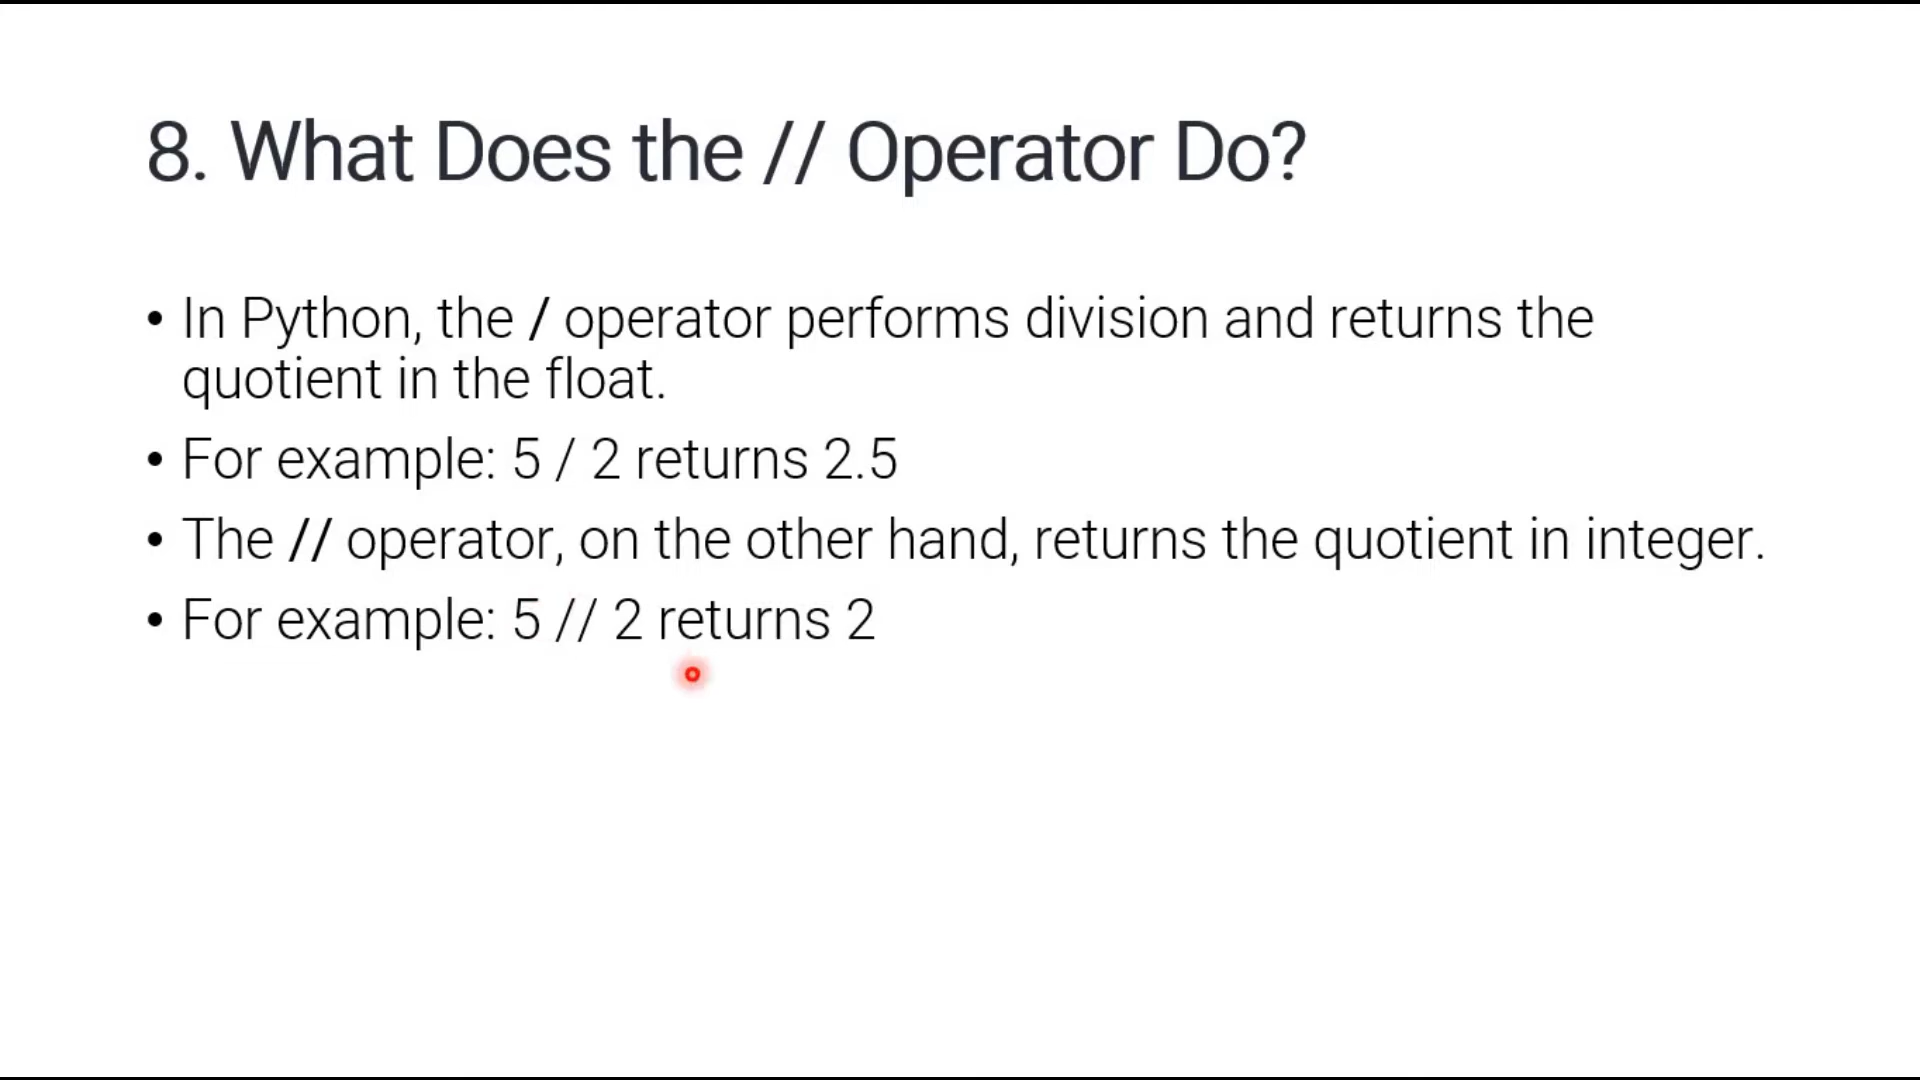 8. What Does the // Operator Do?
• In Python, the / operator performs division and returns the
quotient in the float.
• For example: 5 / 2 returns 2.5
• The // operator, on the other hand, returns the quotient in integer.
• For example: 5 // 2 returns 2